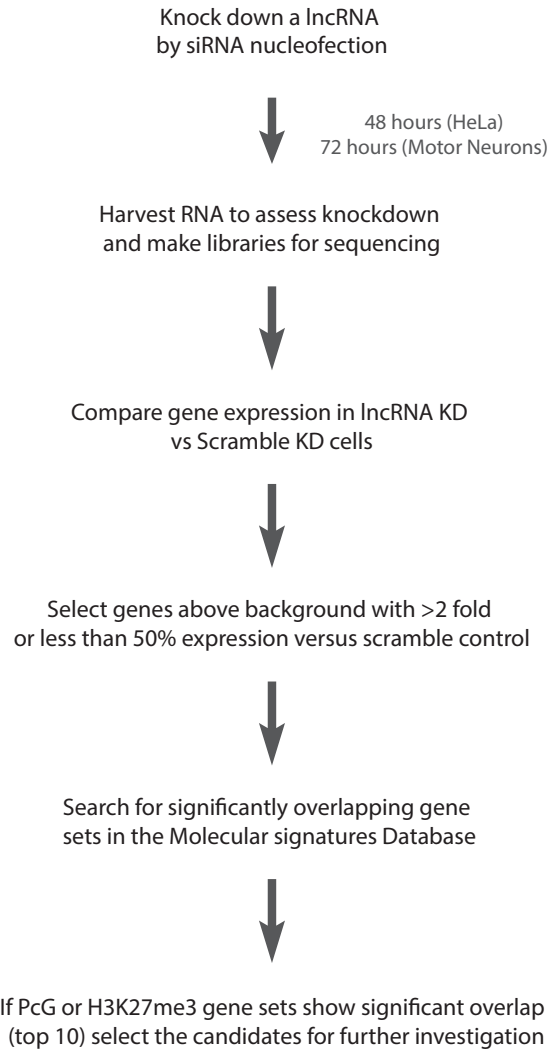 Knock down a lncRNA
by siRNA nucleofection
48 hours (HeLa)
72 hours (Motor Neurons)
Harvest RNA to assess knockdown
and make libraries for sequencing
Compare gene expression in lncRNA KD
vs Scramble KD cells
Select genes above background with >2 fold
or less than 50% expression versus scramble control
Search for significantly overlapping gene
sets in the Molecular signatures Database
If PcG or H3K27me3 gene sets show significant overlap
(top 10) select the candidates for further investigation